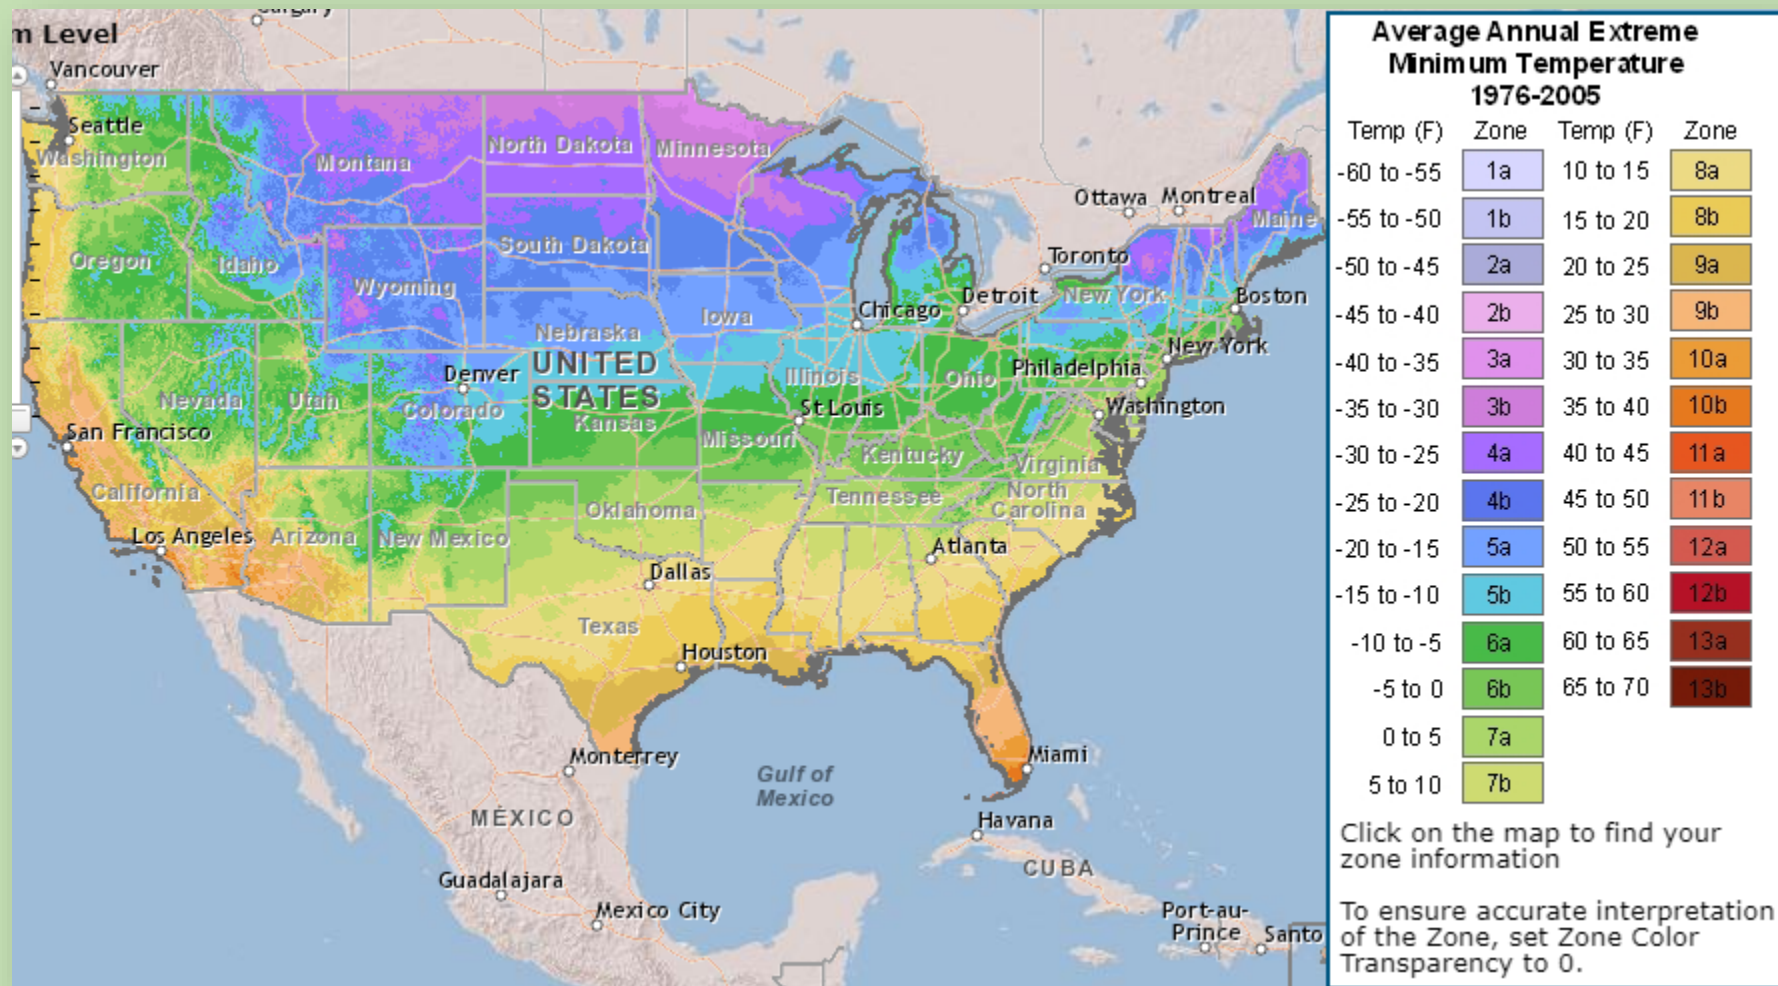 Calgary
m Level
Vancouver
Seattle
Washington
Montana
North Dakota
Minnesota
Ottawa
Montreal
Maine
Oregon
Idaho
South Dakota
Toronto
Wyoming
Chicago
Detroit
New York
Boston
Nebraska
Iowa
UNITED
STATES
New York
Philadelphia
Denver
Illinois
Ohio
Nevada
Utah
Colorado
Kansas
St Louis
Washington
San Francisco
Missouri
Kentucky
Virginia
California
Oklahoma
Tennessee
North
Carolina
Los Angeles
Arizona
New Mexico
Atlanta
Dallas
Texas
Houston
Monterrey
Miami
Gulf of
Mexico
MÉXICO
Havana
CUBA
Guadalajara
Mexico City
Port-au-
Prince
Santo
Average Annual Extreme
Minimum Temperature
1976-2005
Temp (F) Zone Temp (F) Zone
-60 to -55 1a 10 to 15 8a
-55 to -50 1b 15 to 20 8b
-50 to -45 2a 20 to 25 9a
-45 to -40 2b 25 to 30 9b
-40 to -35 3a 30 to 35 10a
-35 to -30 3b 35 to 40 10b
-30 to -25 4a 40 to 45 11a
-25 to -20 4b 45 to 50 11b
-20 to -15 5a 50 to 55 12a
-15 to -10 5b 55 to 60 12b
-10 to -5 6a 60 to 65 13a
-5 to 0 6b 65 to 70 13b
0 to 5 7a
5 to 10 7b
Click on the map to find your
zone information
To ensure accurate interpretation
of the Zone, set Zone Color
Transparency to 0.